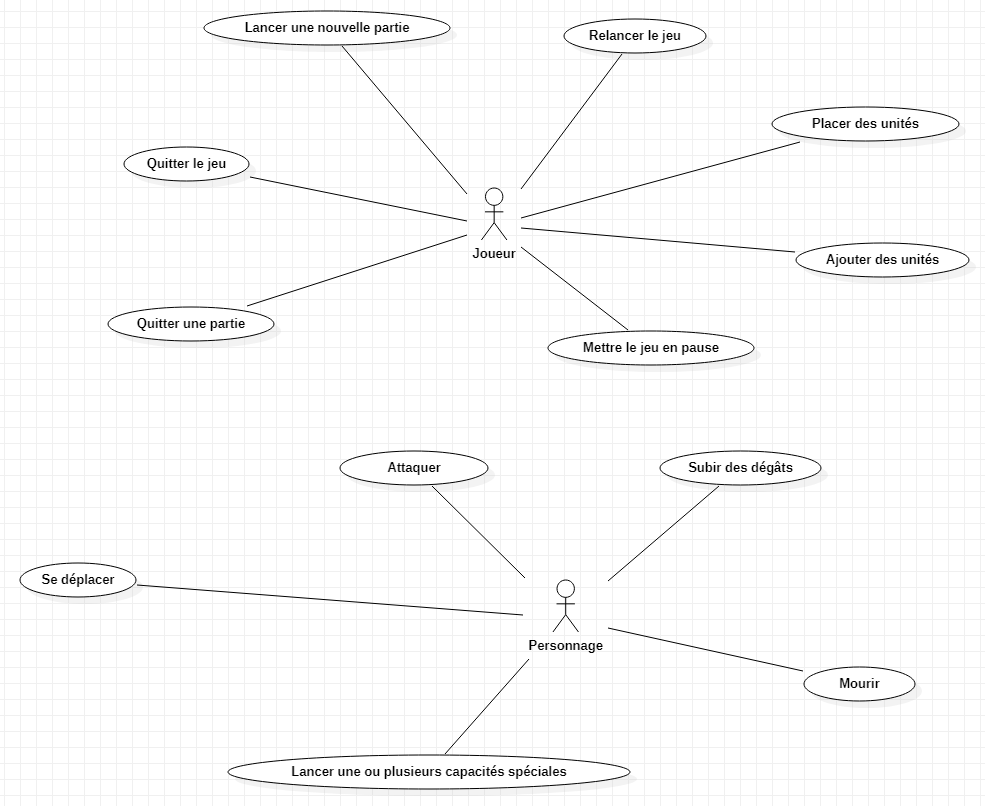 Lancer une nouvelle partie
Relancer le jeu
Placer des unités
Quitter le jeu
Joueur
Ajouter des unités
Quitter une partie
Mettre le jeu en pause
Attaquer
Subir des dégâts
Se déplacer
Personnage
Mourir
Lancer une ou plusieurs capacités spéciales